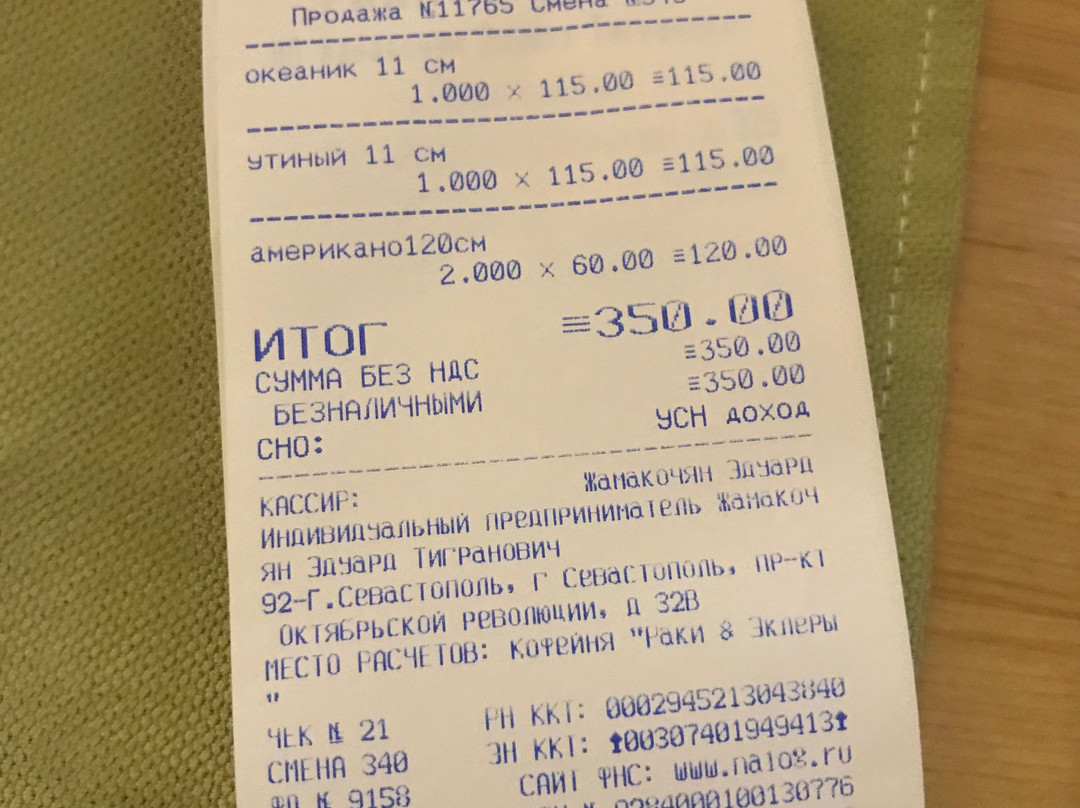 Продажа №11765 Смена №340
океаник 11 см
1.000 × 115.00 ≡115.00
утиный 11 см
1.000 × 115.00 ≡115.00
американо120см
2.000 × 60.00 ≡120.00
ИТОГ ≡350.00
СУММА БЕЗ НДС ≡350.00
БЕЗНАЛИЧНЫМИ ≡350.00
СНО: УСН ДОХОД
КАССИР: Жамакочян Эдуард
Индивидуальный предприниматель Жамакоч
ян Эдуард Тигранович
92-Г.Севастополь, г Севастополь, пр-кт
Октябрьской революции, д 32В
МЕСТО РАСЧЕТОВ: Кофейня "Раки & Эклеры
"
ЧЕК № 21 РН ККТ: 0002945213043840
СМЕНА 340 ЗН ККТ: 00307401949413
САЙТ ФНС: www.nalog.ru
ФД № 9158